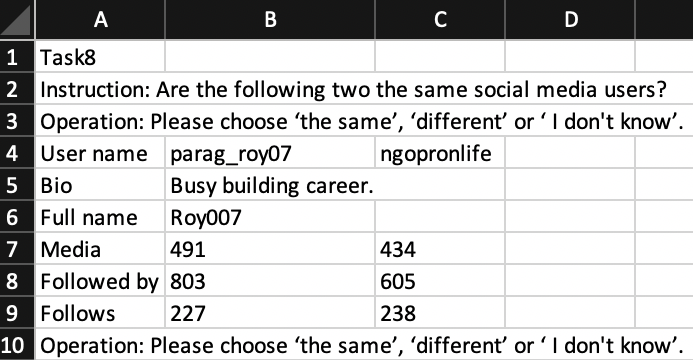 A B C D
1 Task8
2 Instruction: Are the following two the same social media users?
3 Operation: Please choose ‘the same’, ‘different’ or ‘ I don't know’.
4 User name parag_roy07 ngopronlife
5 Bio Busy building career.
6 Full name Roy007
7 Media 491 434
8 Followed by 803 605
9 Follows 227 238
10 Operation: Please choose ‘the same’, ‘different’ or ‘ I don't know’.